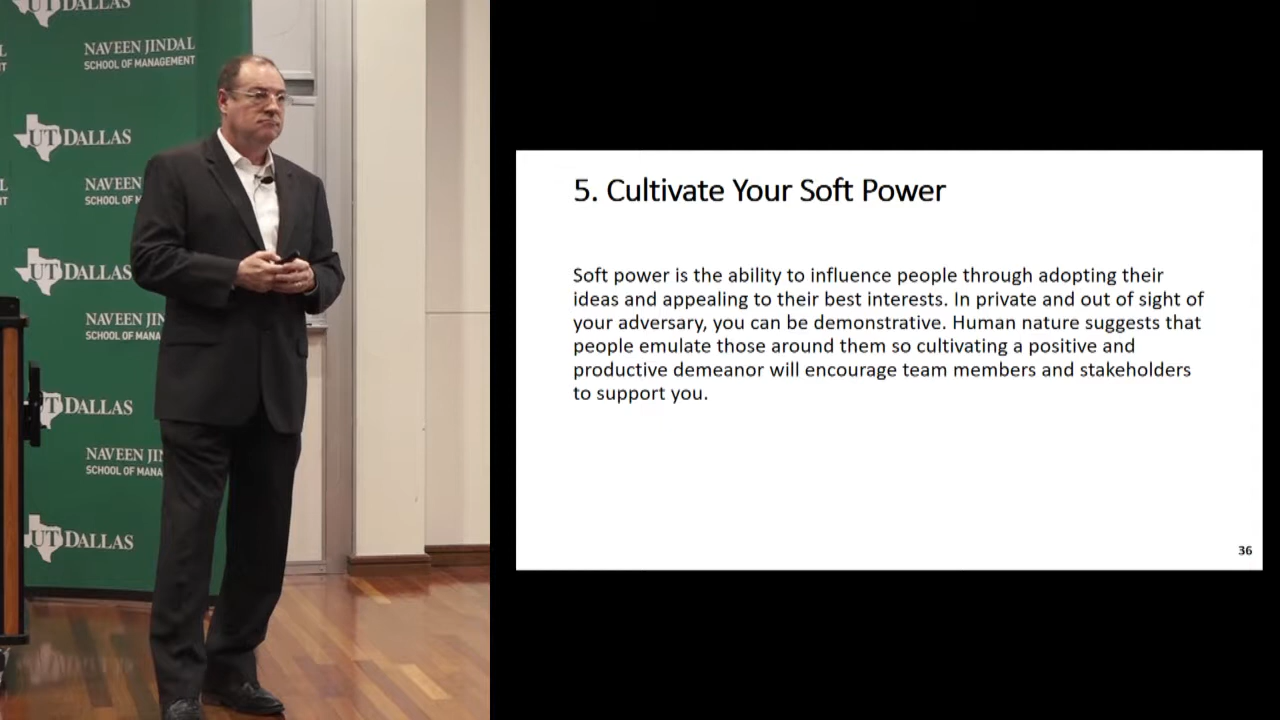 UT DALLAS
NAVEEN JINDAL
SCHOOL OF MANAGEMENT
UT DALLAS
NAVEEN
SCHOOL OF
UT DALLAS
NAVEEN JIN
SCHOOL OF MANA
UT DALLAS
NAVEEN JIN
SCHOOL OF MANA
UT DALLAS
5. Cultivate Your Soft Power
Soft power is the ability to influence people through adopting their
ideas and appealing to their best interests. In private and out of sight of
your adversary, you can be demonstrative. Human nature suggests that
people emulate those around them so cultivating a positive and
productive demeanor will encourage team members and stakeholders
to support you.
36